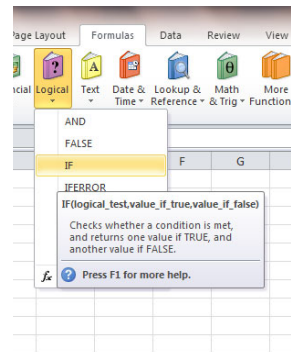 Page Layout Formulas Data Review View
ncial Logical Text Date & Time Lookup & Reference Math & Trig More Function
AND
FALSE
IF
F G
IFERROR
IF(logical_test,value_if_true,value_if_false)
Checks whether a condition is met,
and returns one value if TRUE, and
another value if FALSE.
fx Press F1 for more help.